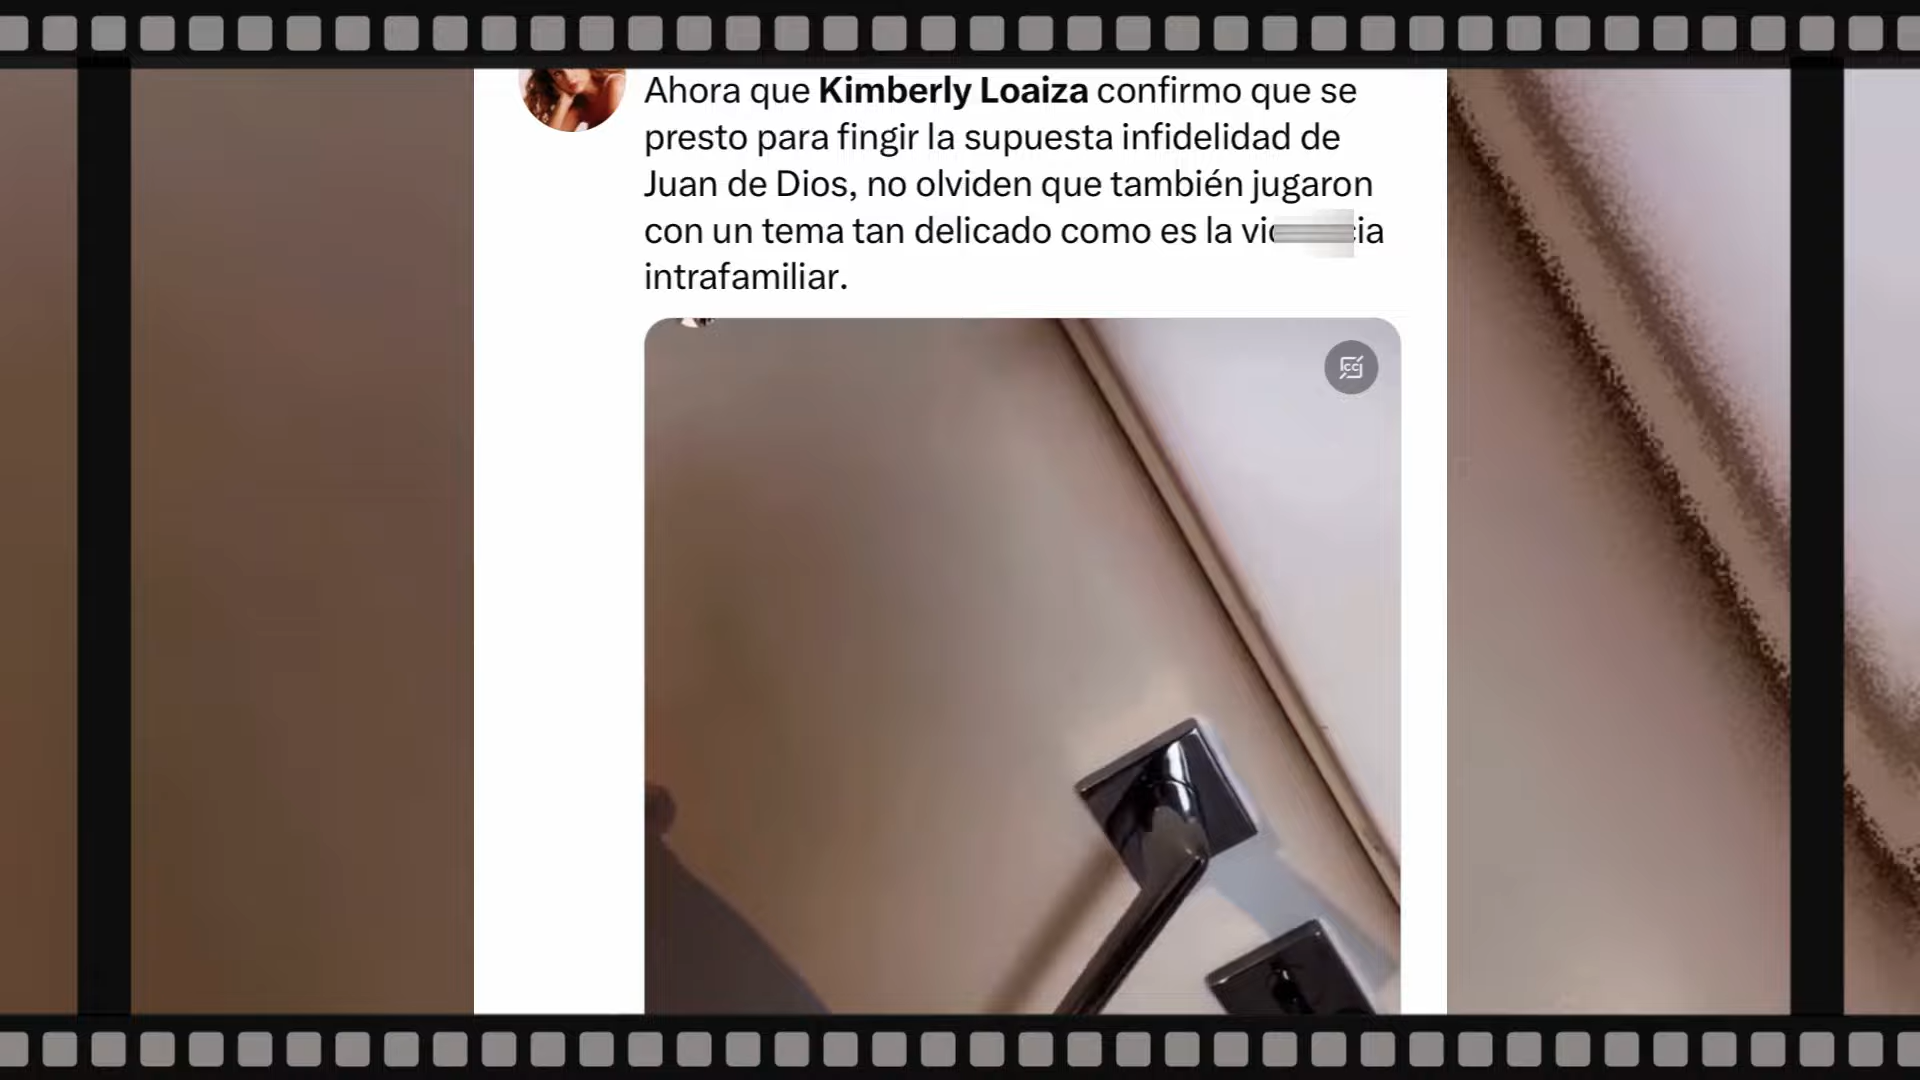 Ahora que Kimberly Loaiza confirmo que se
presto para fingir la supuesta infidelidad de
Juan de Dios, no olviden que también jugaron
con un tema tan delicado como es la
intrafamiliar.